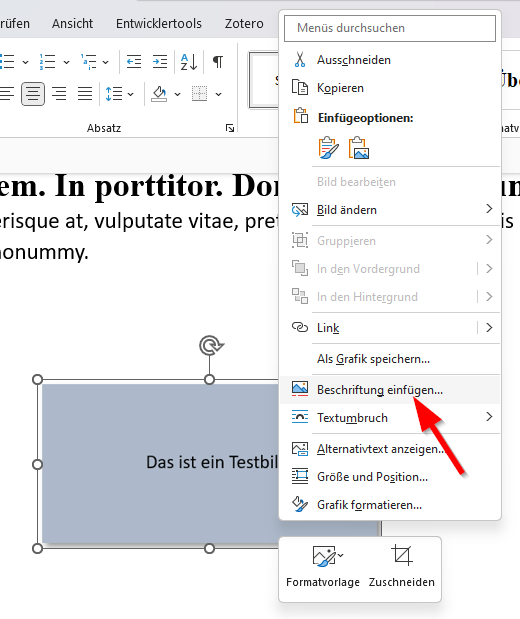 rüfen Ansicht Entwicklertools Zotero
Absatz
em. In porttitor. Dor
erisque at, vulputate vitae, pret is
nonummy.
Das ist ein Testbil
Menüs durchsuchen
Ausschneiden
Kopieren
Einfügeoptionen:
Bild bearbeiten
Bild ändern
Gruppieren
In den Vordergrund
In den Hintergrund
Link
Als Grafik speichern...
Beschriftung einfügen...
Textumbruch
Alternativtext anzeigen...
Größe und Position...
Grafik formatieren...
Formatvorlage Zuschneiden